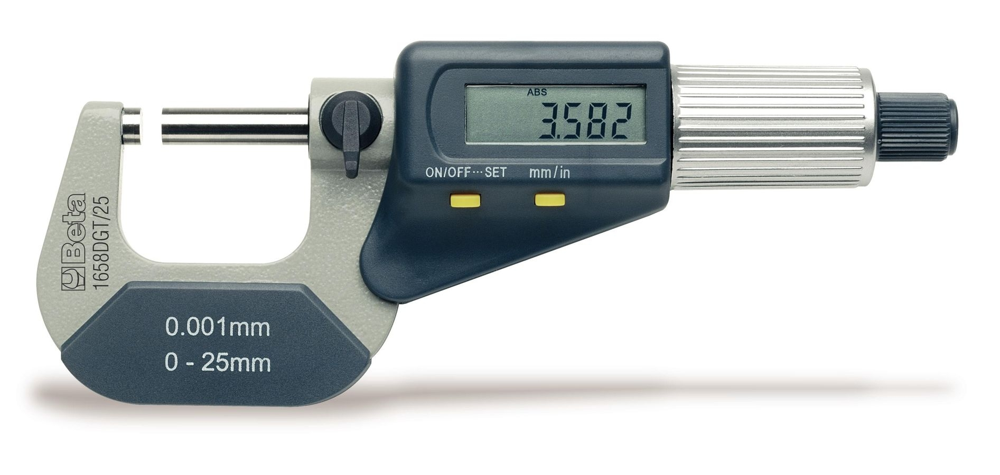 ABS
3.582
ON/OFF···SET mm/in
Beta
1658DGT/25
0.001mm
0 - 25mm